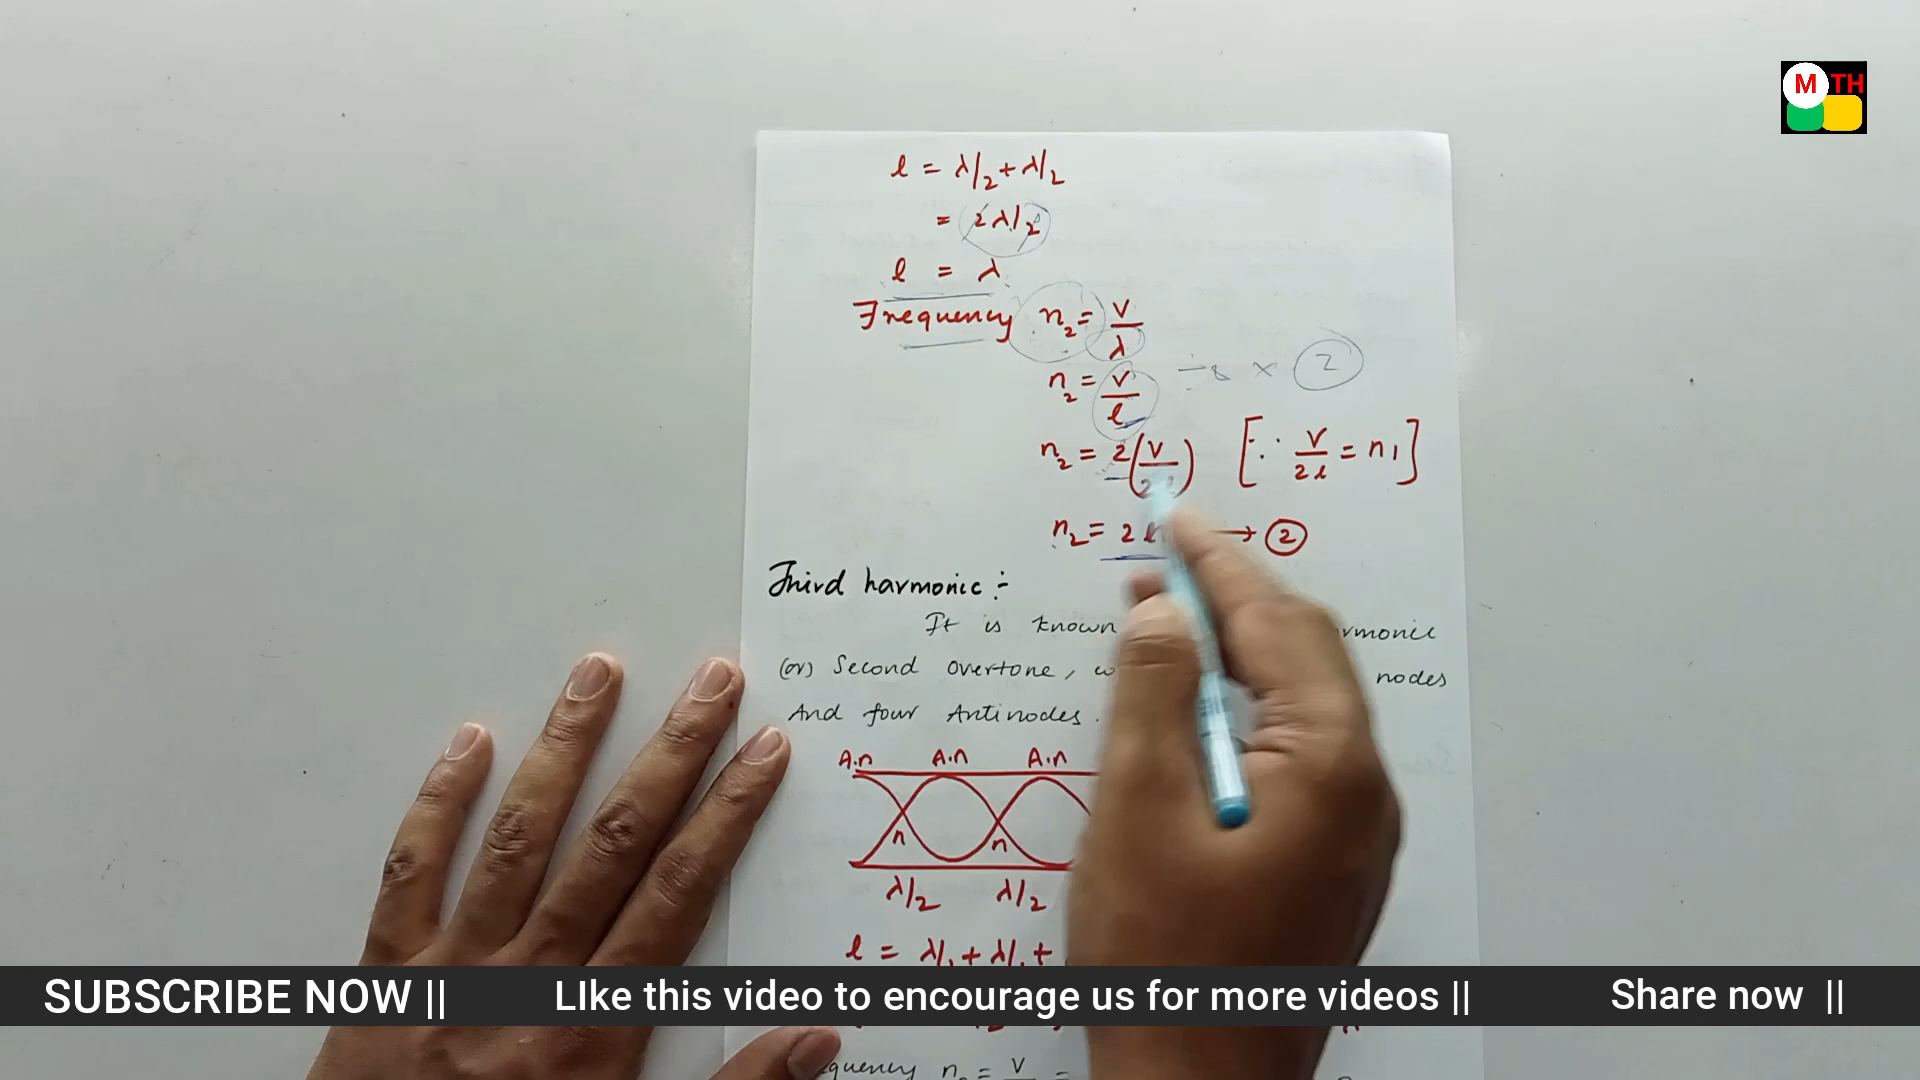 M TH
l = λ/2 + λ/2
= 2λ/2
l = λ
Frequency n₂ = v/λ
n₂ = v/l ÷ & × 2
n₂ = 2(v/2l) [∵ v/2l = n₁]
n₂ = 2 → ②
Third harmonic :-
It is known
(or) Second Overtone, nodes
And four Antinodes.
A.n A.n A.n
n n
λ/2 λ/2
l = +
SUBSCRIBE NOW || LIke this video to encourage us for more videos || Share now ||
n = v